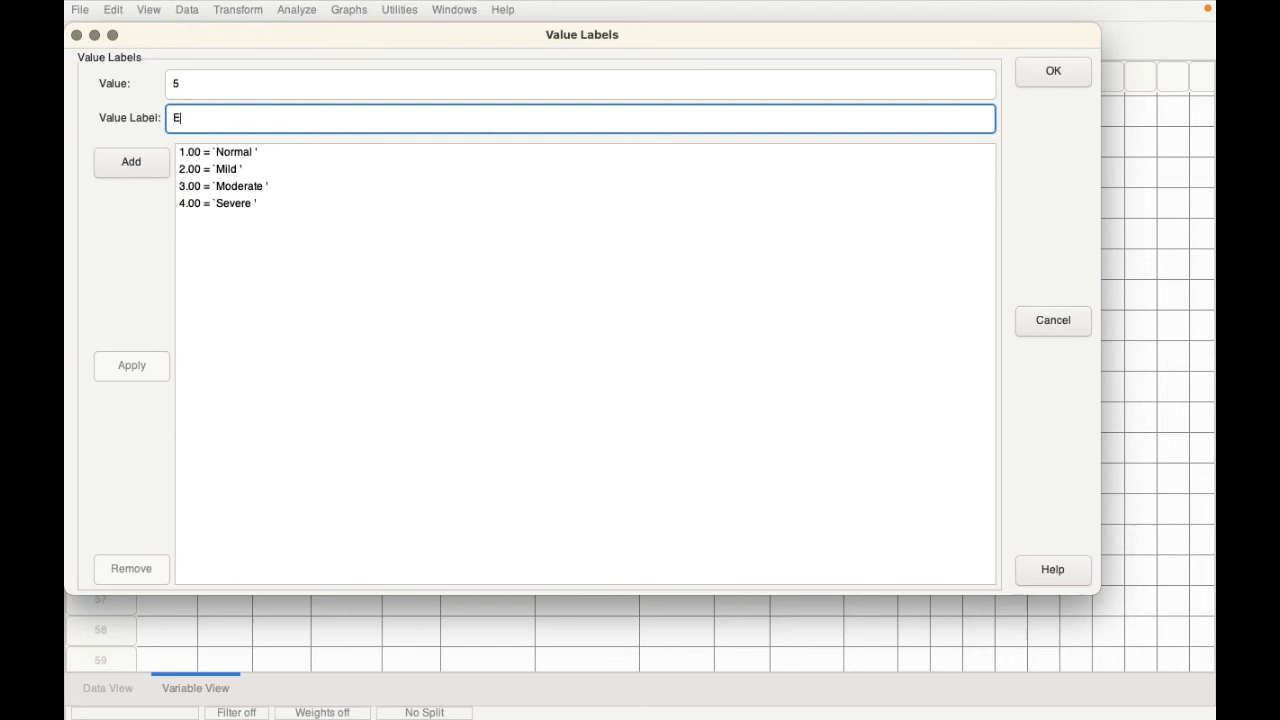 File Edit View Data Transform Analyze Graphs Utilities Windows Help
Value Labels
Value Labels
Value: 5
OK
Value Label: E
Add
1.00 = `Normal '
2.00 = `Mild '
3.00 = `Moderate '
4.00 = `Severe '
Cancel
Apply
Remove
Help
57
58
59
Data View Variable View
Filter off Weights off No Split